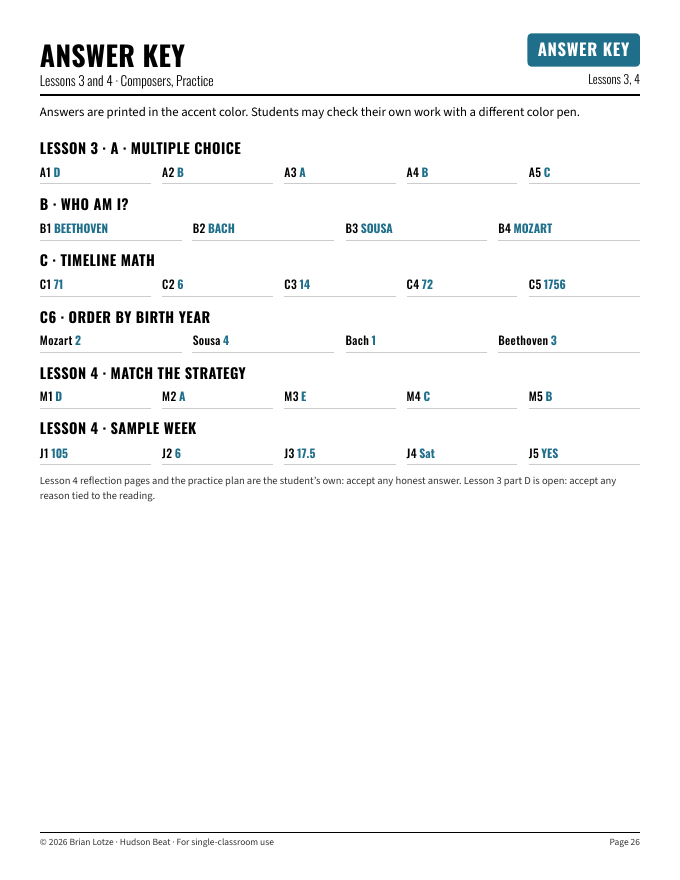 ANSWER KEY
ANSWER KEY
Lessons 3 and 4 · Composers, Practice
Lessons 3, 4
Answers are printed in the accent color. Students may check their own work with a different color pen.
LESSON 3 · A · MULTIPLE CHOICE
A1 D A2 B A3 A A4 B A5 C
B · WHO AM I?
B1 BEETHOVEN B2 BACH B3 SOUSA B4 MOZART
C · TIMELINE MATH
C1 71 C2 6 C3 14 C4 72 C5 1756
C6 · ORDER BY BIRTH YEAR
Mozart 2 Sousa 4 Bach 1 Beethoven 3
LESSON 4 · MATCH THE STRATEGY
M1 D M2 A M3 E M4 C M5 B
LESSON 4 · SAMPLE WEEK
J1 105 J2 6 J3 17.5 J4 Sat J5 YES
Lesson 4 reflection pages and the practice plan are the student’s own: accept any honest answer. Lesson 3 part D is open: accept any
reason tied to the reading.
© 2026 Brian Lotze · Hudson Beat · For single-classroom use
Page 26